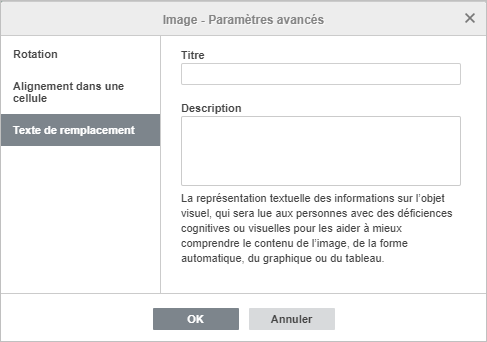 Image - Paramètres avancés
Rotation
Alignement dans une
cellule
Texte de remplacement
Titre
Description
La représentation textuelle des informations sur l’objet
visuel, qui sera lue aux personnes avec des déficiences
cognitives ou visuelles pour les aider à mieux
comprendre le contenu de l’image, de la forme
automatique, du graphique ou du tableau.
OK
Annuler